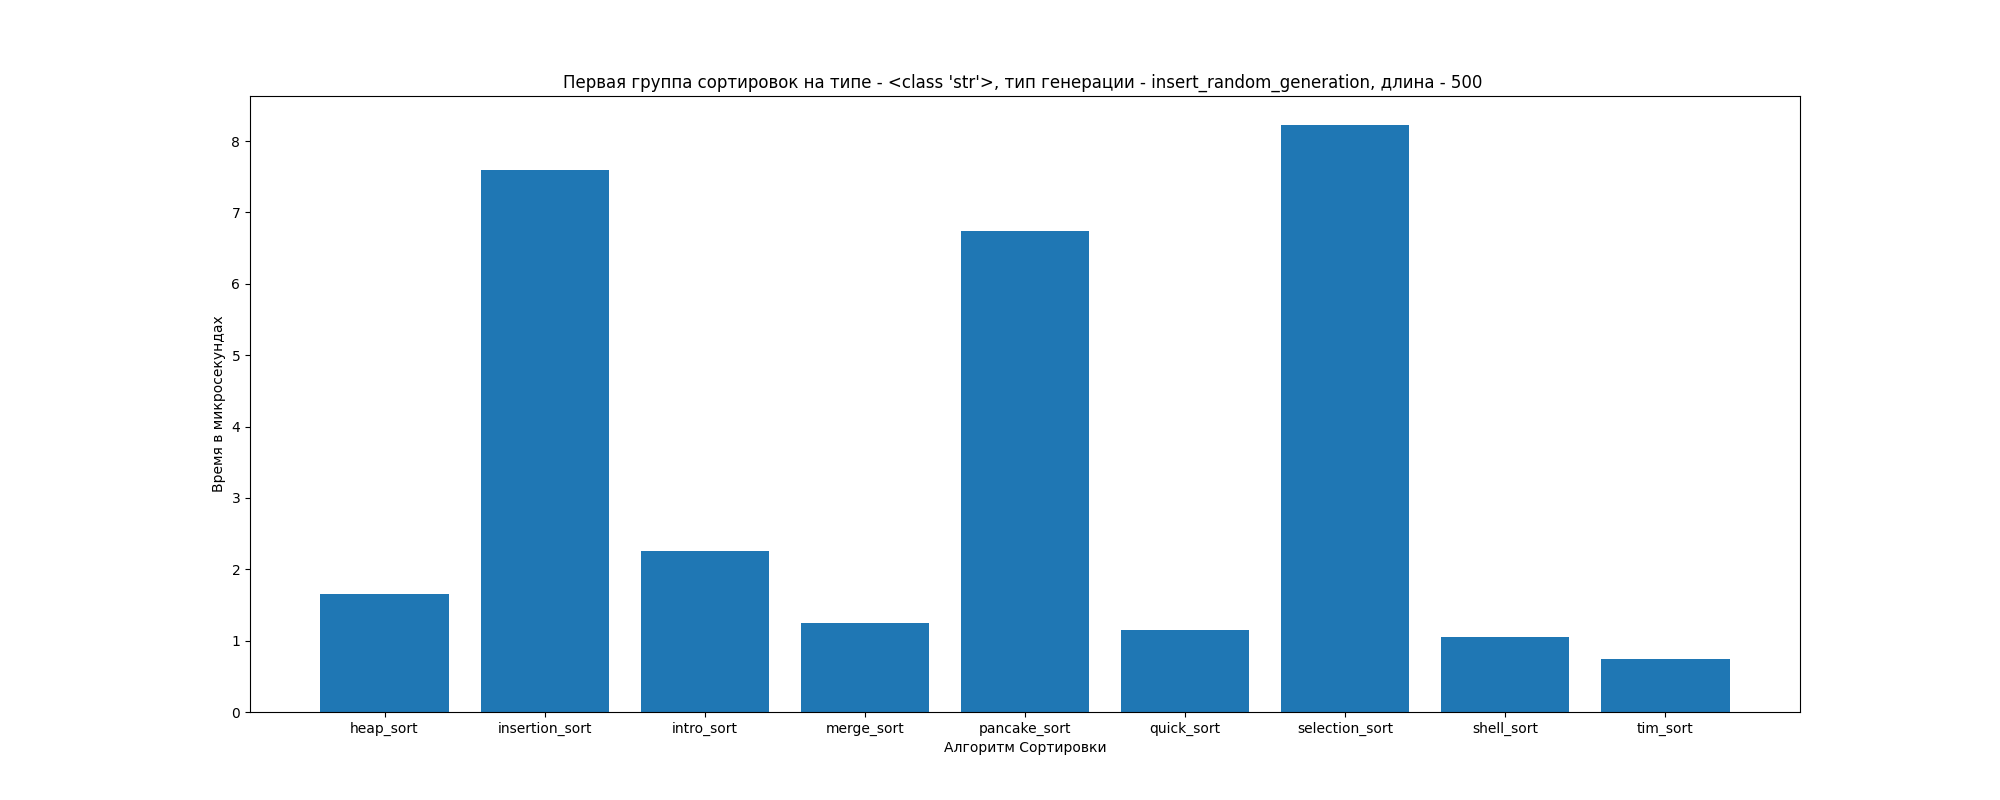 Первая группа сортировок на типе - <class 'str'>, тип генерации - insert_random_generation, длина - 500
Время в микросекундах
8
7
6
5
4
3
2
1
0
heap_sort insertion_sort intro_sort merge_sort pancake_sort quick_sort selection_sort shell_sort tim_sort
Алгоритм Сортировки